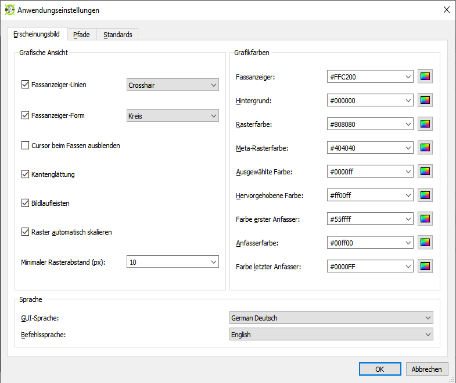 Anwendungseinstellungen
Erscheinungsbild Pfade Standards
Grafische Ansicht
Fassanzeiger-Linien Crosshair
Fassanzeiger-Form Kreis
Cursor beim Fassen ausblenden
Kantenglättung
Bildlaufleisten
Raster automatisch skalieren
Minimaler Rasterabstand (px): 10
Grafikfarben
Fassanzeiger: #FFC200
Hintergrund: #000000
Rasterfarbe: #808080
Meta-Rasterfarbe: #404040
Ausgewählte Farbe: #0000ff
Hervorgehobene Farbe: #ff00ff
Farbe erster Anfasser: #55ffff
Anfasserfarbe: #00ff00
Farbe letzter Anfasser: #0000FF
Sprache
GUI-Sprache: German Deutsch
Befehlssprache: English
OK Abbrechen